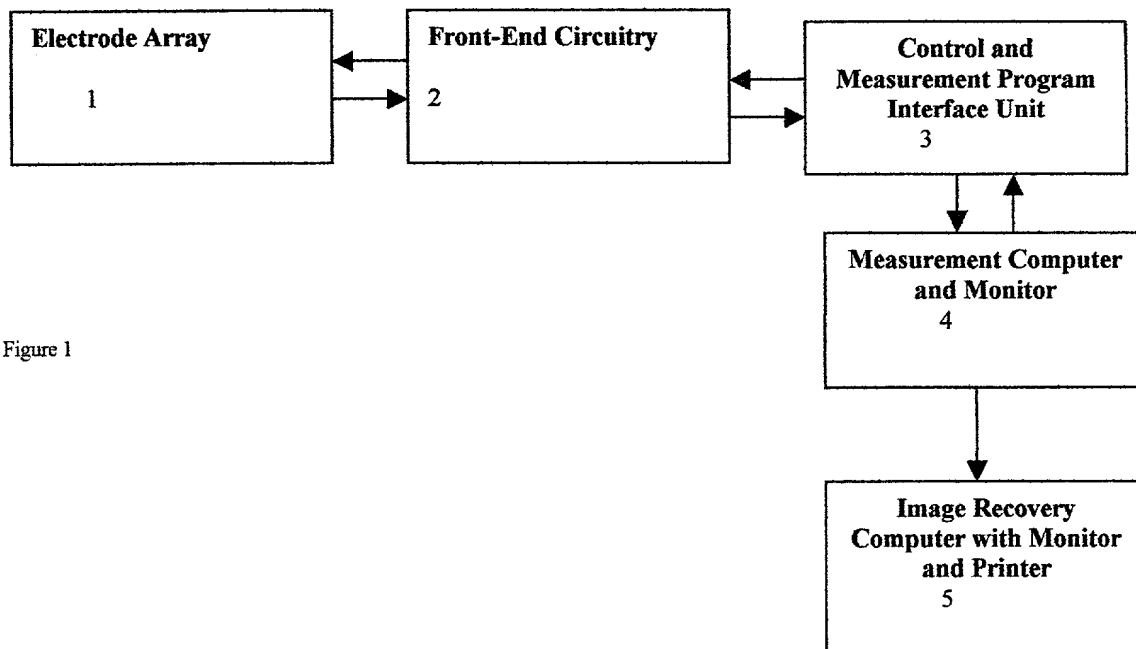 Electrode Array
1
Front-End Circuitry
2
Control and
Measurement Program
Interface Unit
3
Measurement Computer
and Monitor
4
Figure 1
Image Recovery
Computer with Monitor
and Printer
5